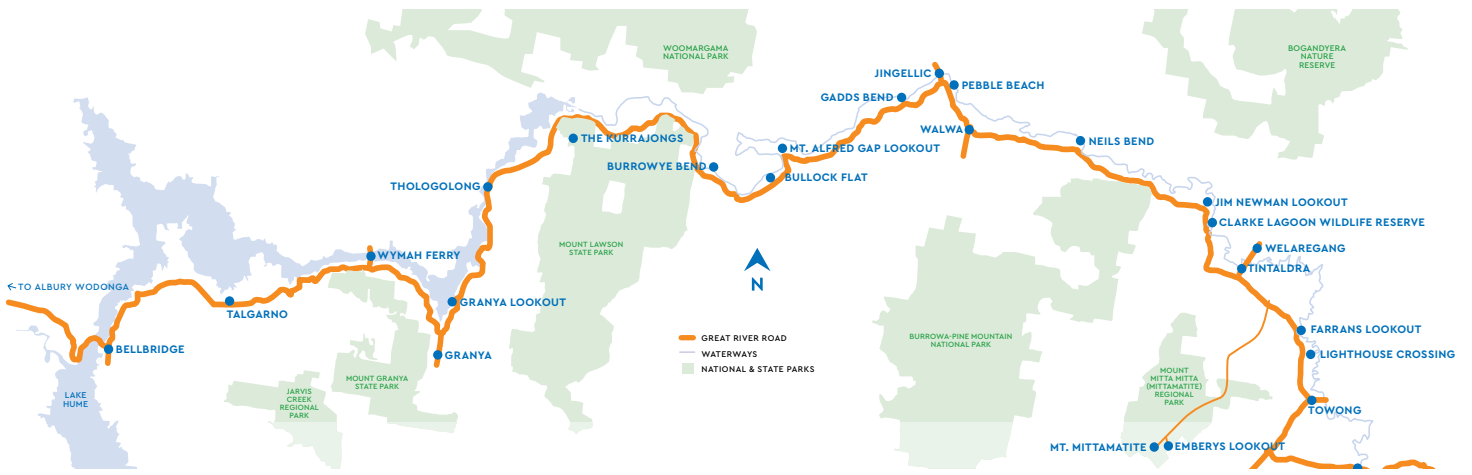 WOOMARGAMA
NATIONAL PARK
BOGANDYERA
NATURE
RESERVE
JINGELLIC
PEBBLE BEACH
GADDS BEND
WALWA
THE KURRAJONGS
NEILS BEND
MT. ALFRED GAP LOOKOUT
BURROWYE BEND
BULLOCK FLAT
THOLOGOLONG
JIM NEWMAN LOOKOUT
CLARKE LAGOON WILDLIFE RESERVE
MOUNT LAWSON
STATE PARK
WELAREGANG
WYMAH FERRY
TINTALDRA
N
←TO ALBURY WODONGA
GRANYA LOOKOUT
TALGARNO
FARRANS LOOKOUT
GREAT RIVER ROAD
WATERWAYS
NATIONAL & STATE PARKS
BURROWA-PINE MOUNTAIN
NATIONAL PARK
BELLBRIDGE
GRANYA
LIGHTHOUSE CROSSING
MOUNT GRANYA
STATE PARK
MOUNT
MITTA MITTA
(MITTAMATITE)
REGIONAL
PARK
JARVIS
CREEK
REGIONAL
PARK
LAKE
HUME
TOWONG
MT. MITTAMATITE
EMBERYS LOOKOUT